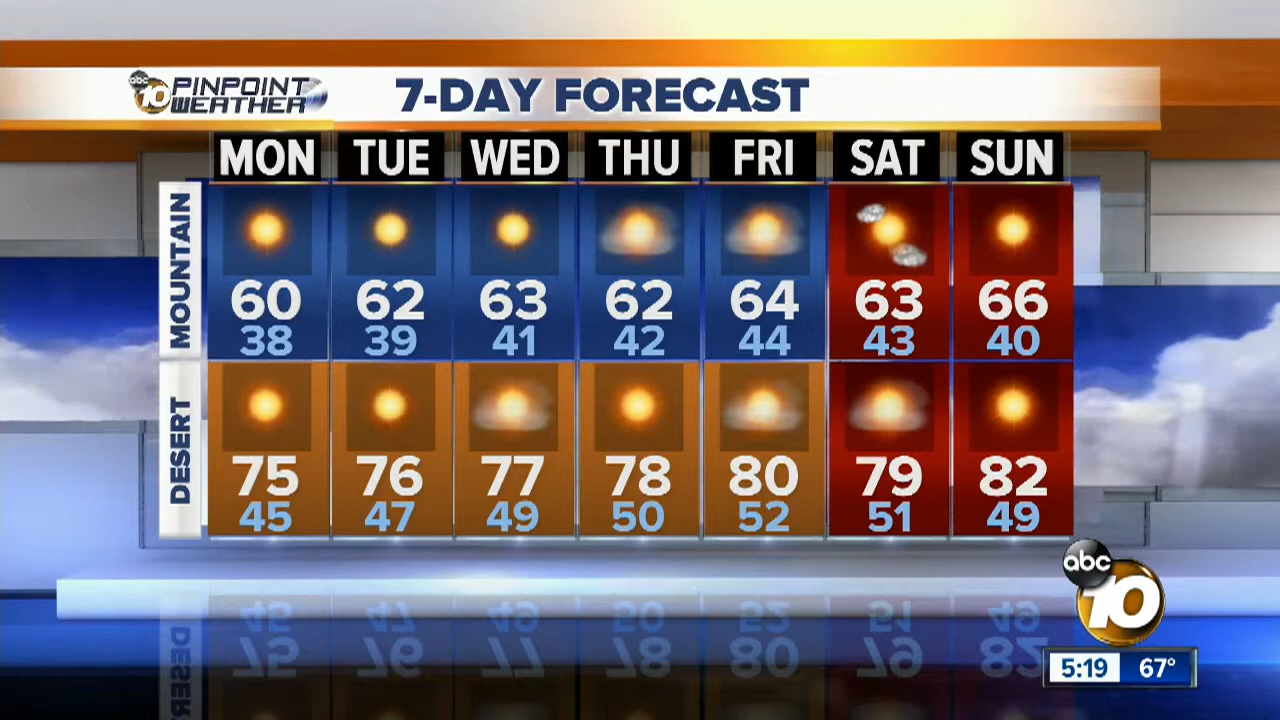 abc 10 PINPOINT WEATHER
7-DAY FORECAST
MON TUE WED THU FRI SAT SUN
MOUNTAIN
60 62 63 62 64 63 66
38 39 41 42 44 43 40
DESERT
75 76 77 78 80 79 82
45 47 49 50 52 51 49
abc 10
5:19 67°